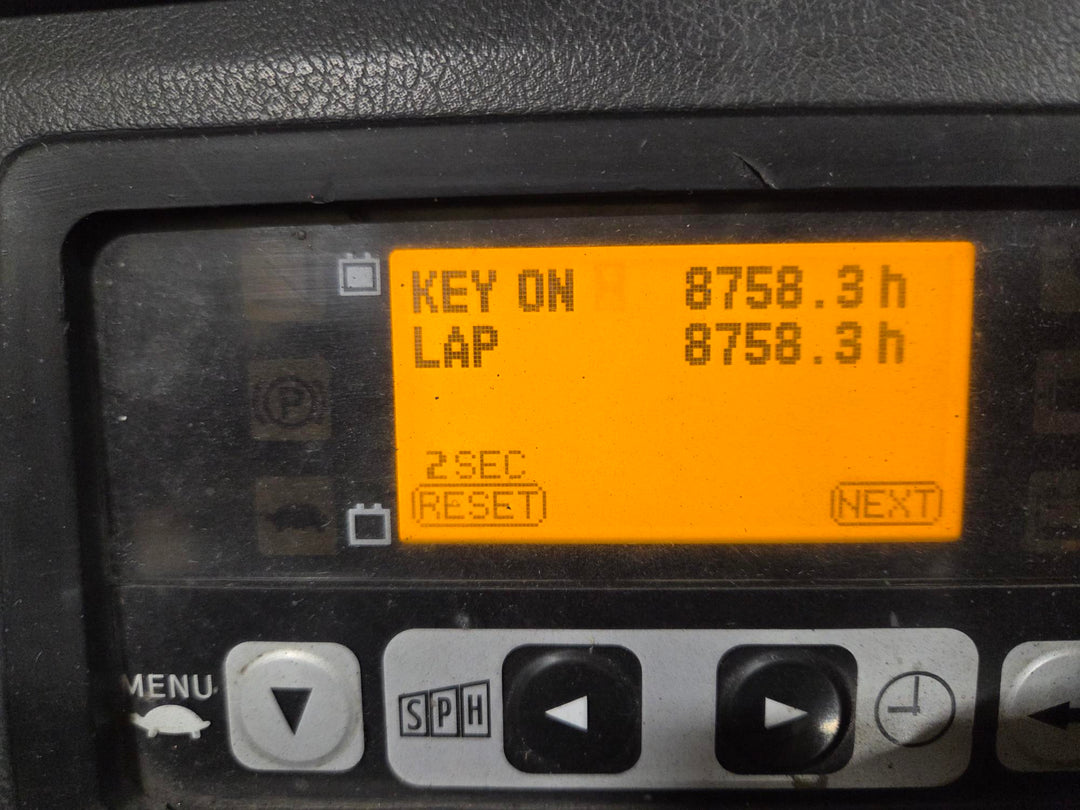 KEY ON 8758.3 h
LAP 8758.3 h
2 SEC
RESET NEXT
P
MENU
SPH